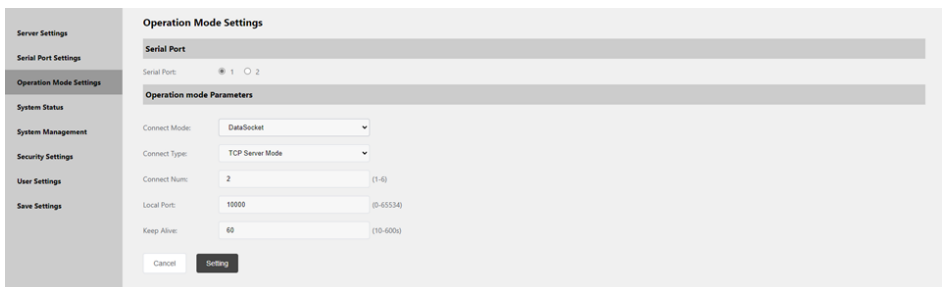 Server Settings
Serial Port Settings
Operation Mode Settings
System Status
System Management
Security Settings
User Settings
Save Settings
Operation Mode Settings
Serial Port
Serial Port: 1 2
Operation mode Parameters
Connect Mode: DataSocket
Connect Type: TCP Server Mode
Connect Num: 2 (1-6)
Local Port: 10000 (0-65534)
Keep Alive: 60 (10-600s)
Cancel Setting